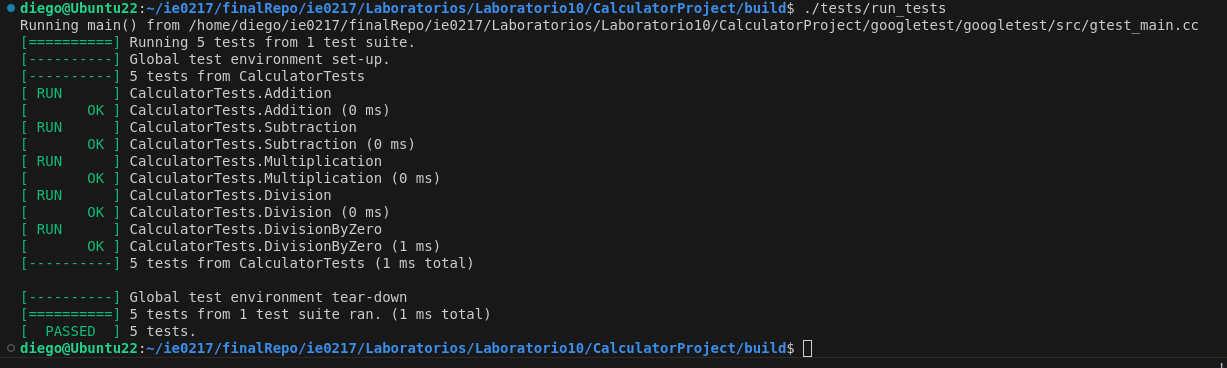 diego@Ubuntu22:~/ie0217/finalRepo/ie0217/Laboratorios/Laboratorio10/CalculatorProject/build$ ./tests/run_tests
Running main() from /home/diego/ie0217/finalRepo/ie0217/Laboratorios/Laboratorio10/CalculatorProject/googletest/googletest/src/gtest_main.cc
[==========] Running 5 tests from 1 test suite.
[----------] Global test environment set-up.
[----------] 5 tests from CalculatorTests
[ RUN      ] CalculatorTests.Addition
[       OK ] CalculatorTests.Addition (0 ms)
[ RUN      ] CalculatorTests.Subtraction
[       OK ] CalculatorTests.Subtraction (0 ms)
[ RUN      ] CalculatorTests.Multiplication
[       OK ] CalculatorTests.Multiplication (0 ms)
[ RUN      ] CalculatorTests.Division
[       OK ] CalculatorTests.Division (0 ms)
[ RUN      ] CalculatorTests.DivisionByZero
[       OK ] CalculatorTests.DivisionByZero (1 ms)
[----------] 5 tests from CalculatorTests (1 ms total)

[----------] Global test environment tear-down
[==========] 5 tests from 1 test suite ran. (1 ms total)
[  PASSED  ] 5 tests.
diego@Ubuntu22:~/ie0217/finalRepo/ie0217/Laboratorios/Laboratorio10/CalculatorProject/build$